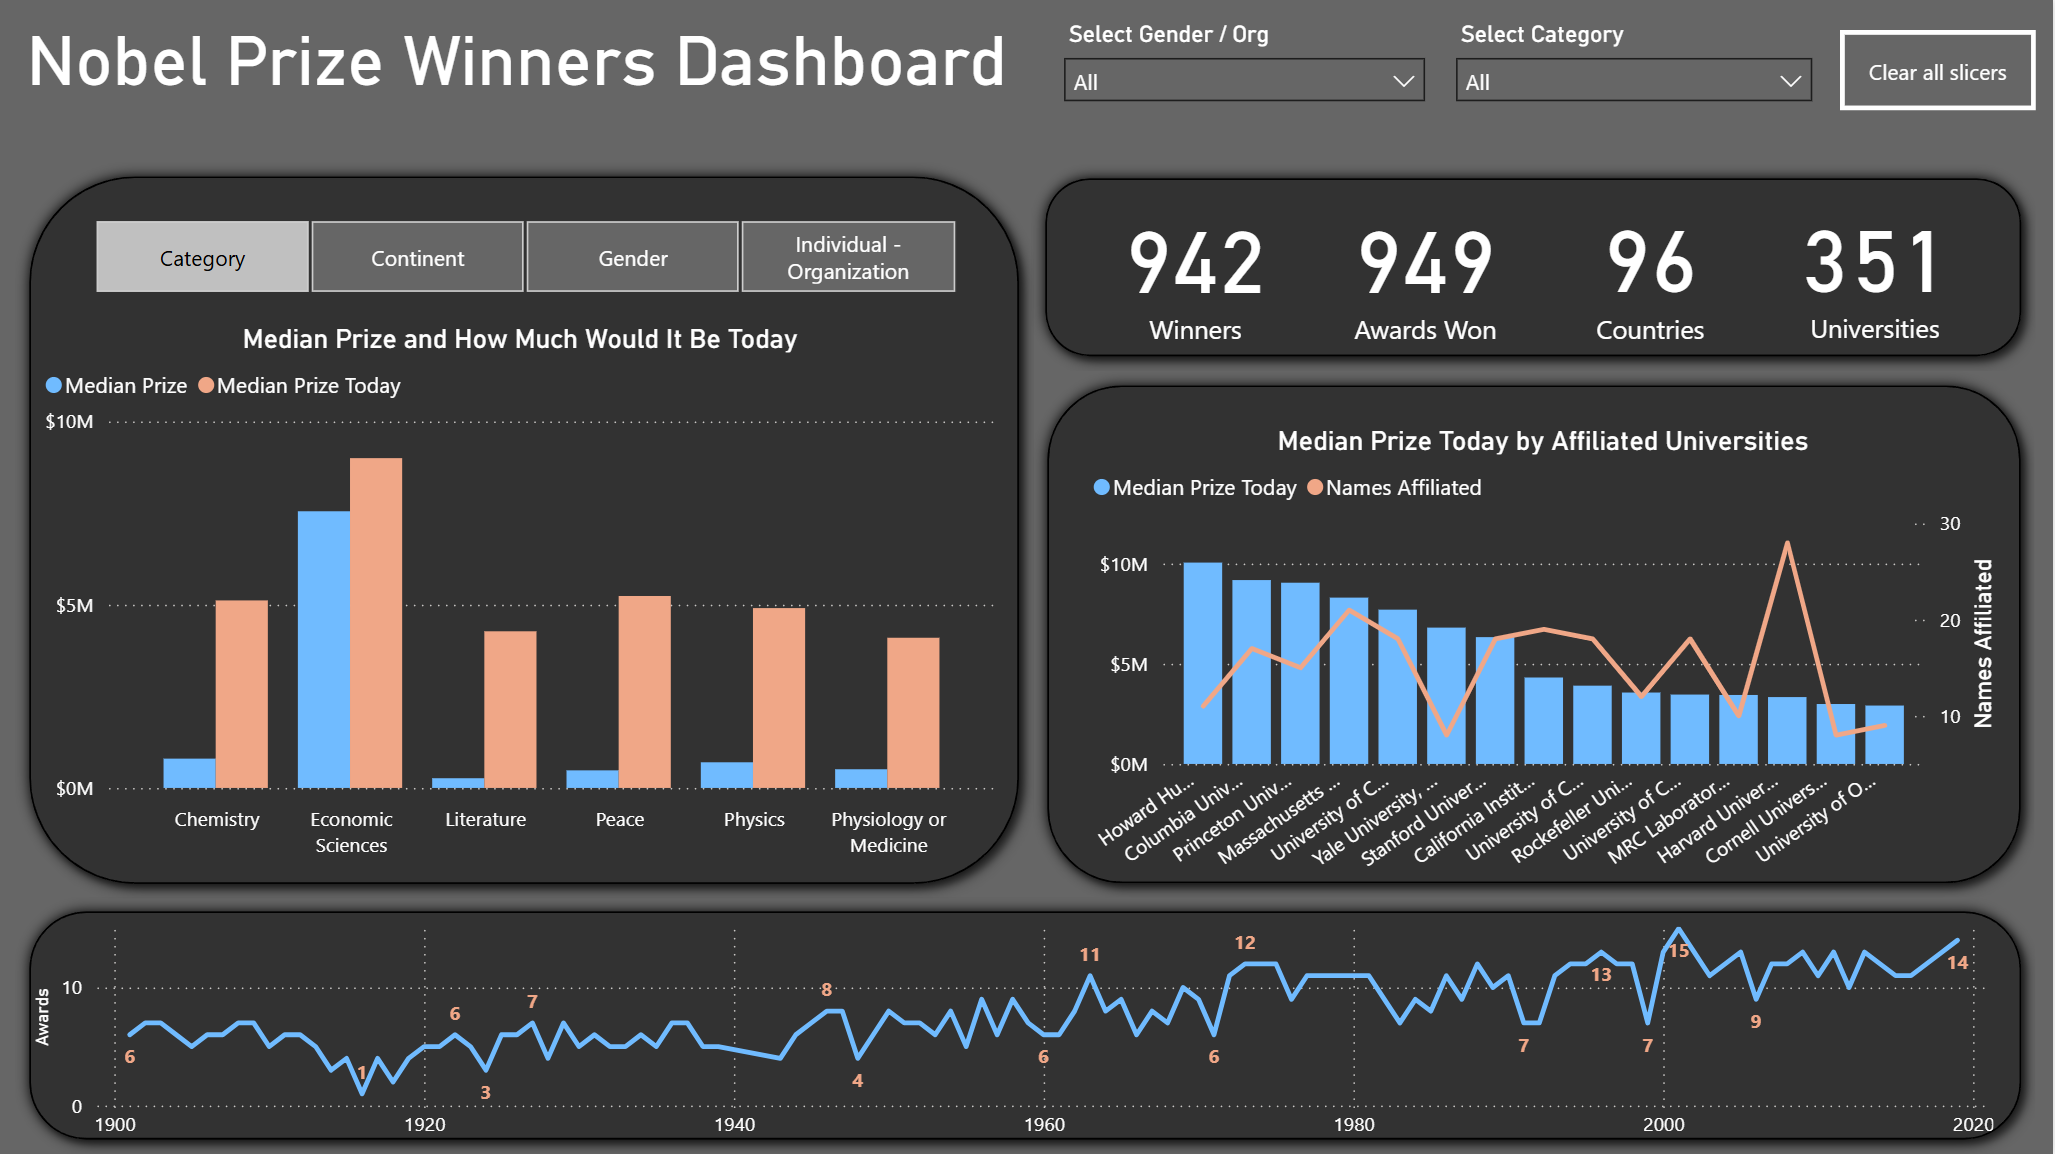 Nobel Prize Winners Dashboard
Select Gender / Org
All
Select Category
All
Clear all slicers
Category
Continent
Gender
Individual -
Organization
Median Prize and How Much Would It Be Today
Median Prize
Median Prize Today
$10M
$5M
$0M
Chemistry
Economic
Sciences
Literature
Peace
Physics
Physiology or
Medicine
942
Winners
949
Awards Won
96
Countries
351
Universities
Median Prize Today by Affiliated Universities
Median Prize Today
Names Affiliated
$10M
$5M
$0M
30
20
10
Names Affiliated
Howard Hu...
Columbia Univ...
Princeton Univ...
Massachusetts ...
University of C...
Yale University, ...
Stanford Univer...
California Instit...
University of C...
Rockefeller Uni...
University of C...
MRC Laborator...
Harvard Univer...
Cornell Univers...
University of O...
Awards
10
0
6
1
6
3
7
8
4
6
11
6
12
7
13
7
15
9
14
1900
1920
1940
1960
1980
2000
2020